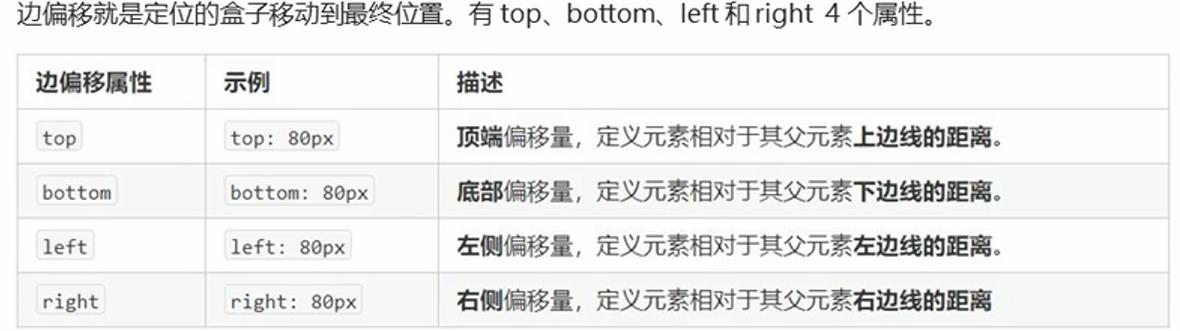 边偏移就是定位的盒子移动到最终位置。有 top、bottom、left 和 right 4 个属性。
边偏移属性 示例 描述
top top: 80px 顶端偏移量，定义元素相对于其父元素上边线的距离。
bottom bottom: 80px 底部偏移量，定义元素相对于其父元素下边线的距离。
left left: 80px 左侧偏移量，定义元素相对于其父元素左边线的距离。
right right: 80px 右侧偏移量，定义元素相对于其父元素右边线的距离